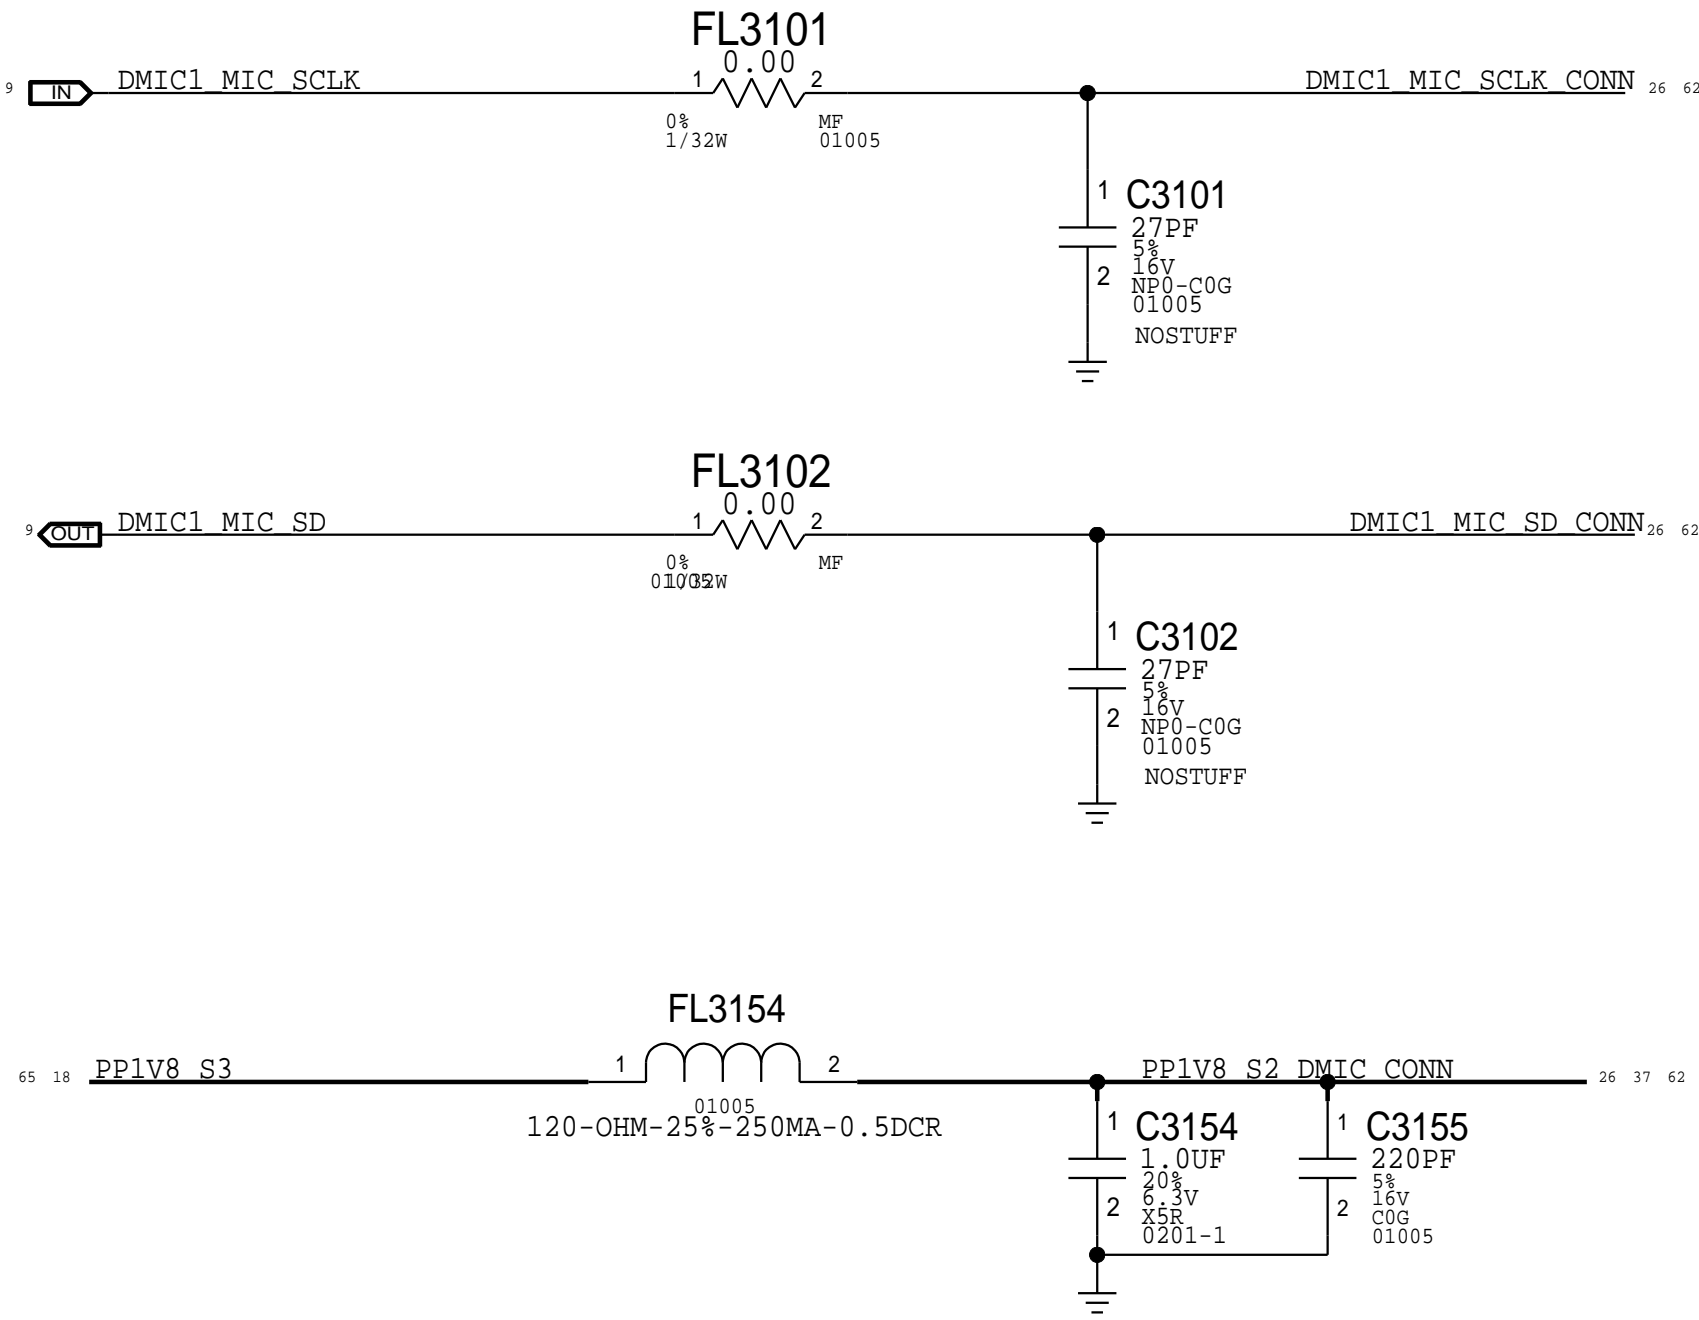 FL3101
0.00
9 IN DMIC1_MIC_SCLK 1 2 DMIC1_MIC_SCLK_CONN 26 62
0% MF
1/32W 01005
1 C3101
27PF
5%
16V
2 NP0-C0G
01005
NOSTUFF
FL3102
0.00
9 OUT DMIC1_MIC_SD 1 2 DMIC1_MIC_SD_CONN 26 62
0% MF
01005 1/32W
1 C3102
27PF
5%
16V
2 NP0-C0G
01005
NOSTUFF
FL3154
65 18 PP1V8_S3 1 2 PP1V8_S2_DMIC_CONN 26 37 62
01005
120-OHM-25%-250MA-0.5DCR
1 C3154 1 C3155
1.0UF 220PF
20% 5%
6.3V 16V
2 X5R 2 C0G
0201-1 01005